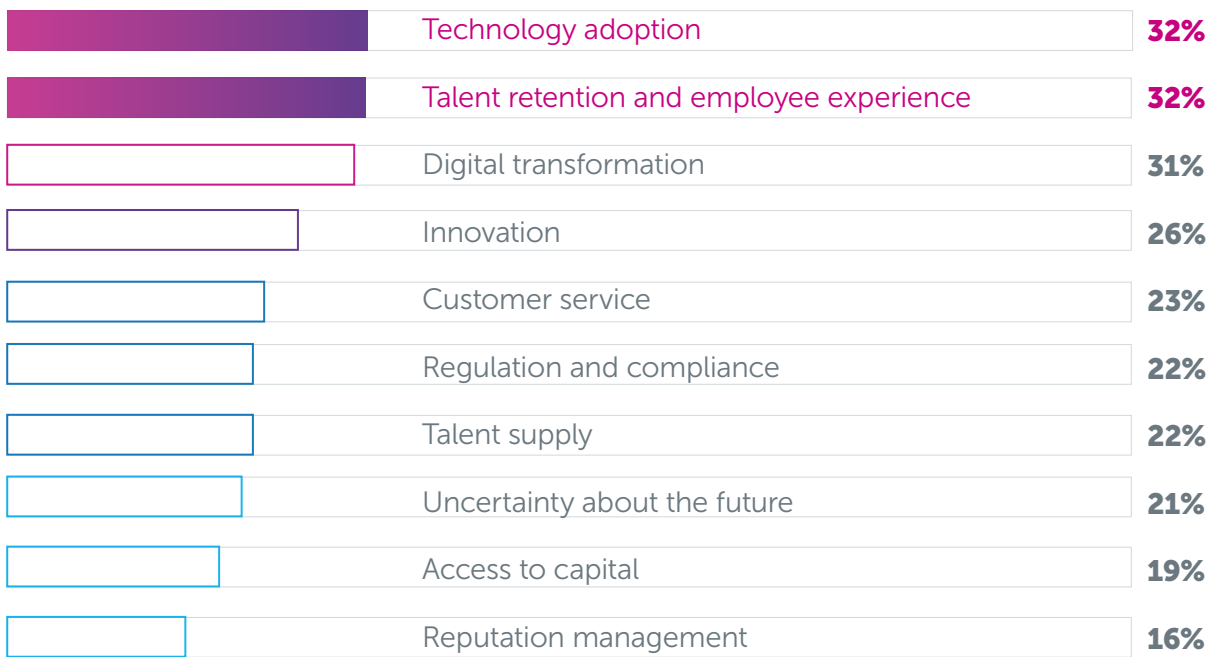 Technology adoption 32%
Talent retention and employee experience 32%
Digital transformation 31%
Innovation 26%
Customer service 23%
Regulation and compliance 22%
Talent supply 22%
Uncertainty about the future 21%
Access to capital 19%
Reputation management 16%